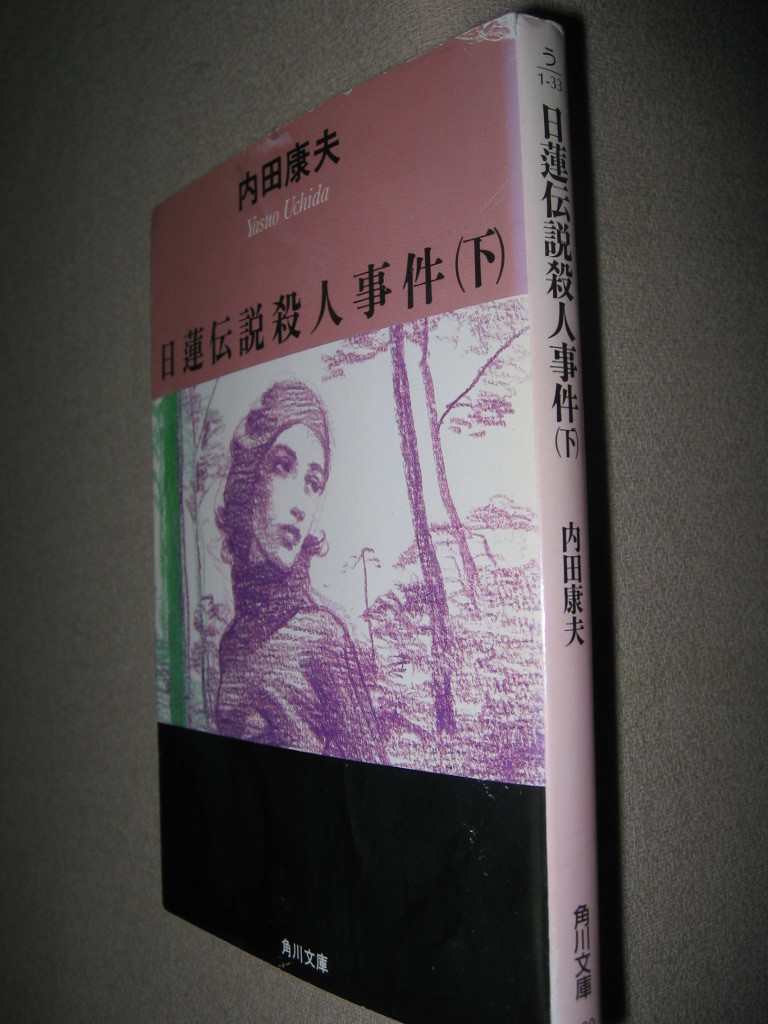 内田康夫
Yasuo Uchida
日蓮伝説殺人事件(下)
角川文庫
う
1-33
日蓮伝説殺人事件(下)
内田康夫
角川文庫